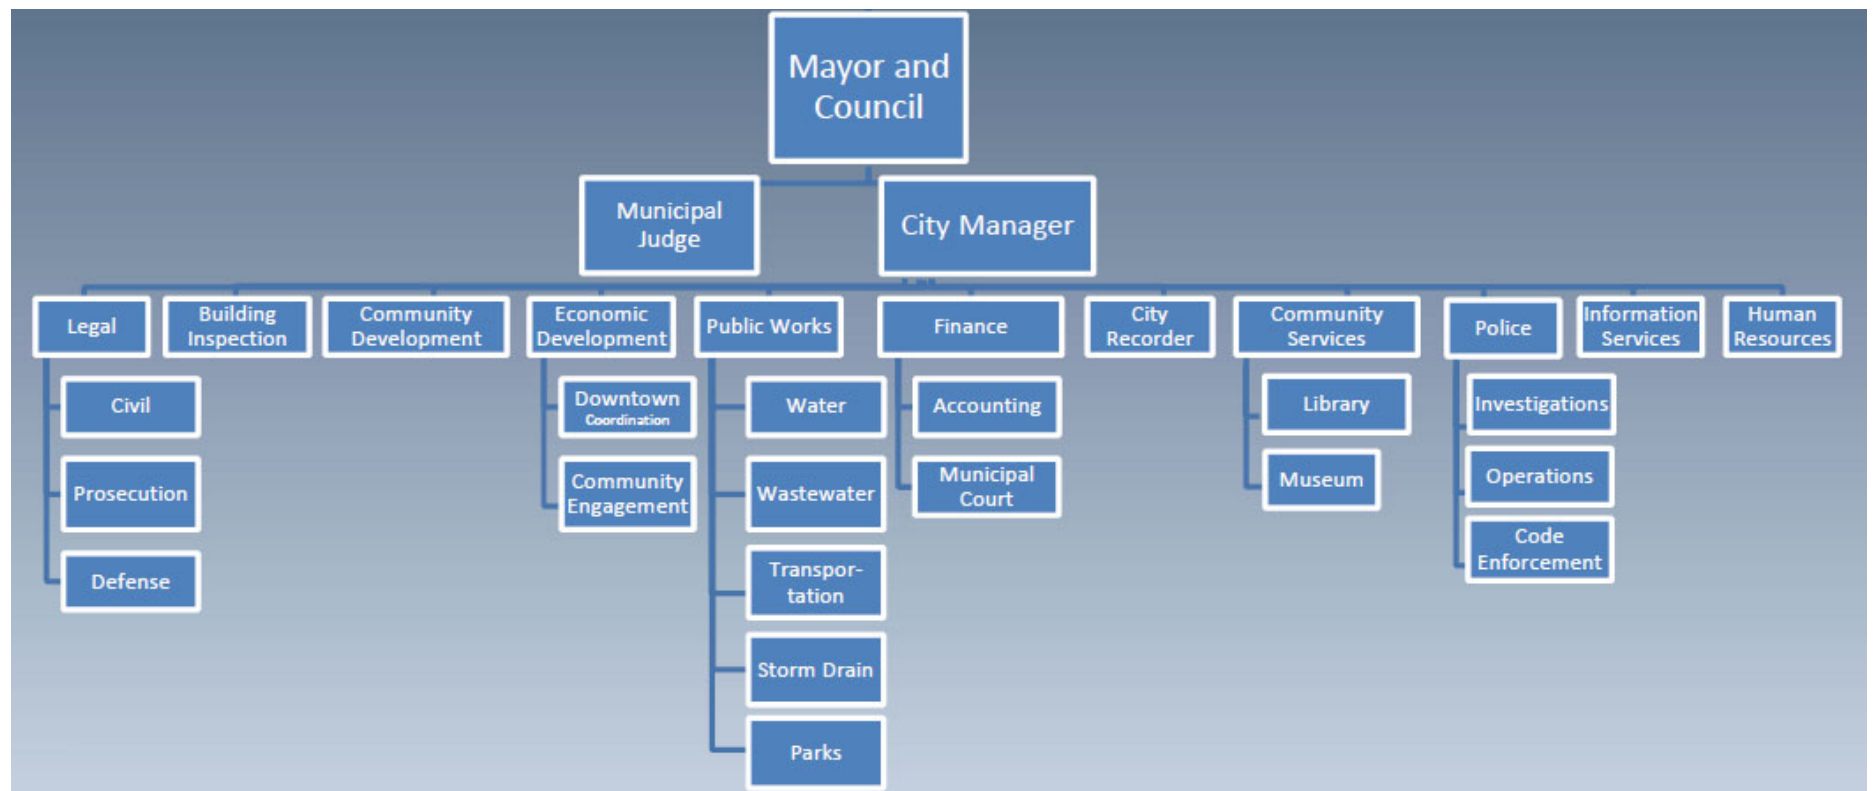 Mayor and
Council
Municipal
Judge
City Manager
Legal
Building
Inspection
Community
Development
Economic
Development
Public Works
Finance
City
Recorder
Community
Services
Police
Information
Services
Human
Resources
Civil
Prosecution
Defense
Downtown
Coordination
Community
Engagement
Water
Wastewater
Transpor-
tation
Storm Drain
Parks
Accounting
Municipal
Court
Library
Museum
Investigations
Operations
Code
Enforcement